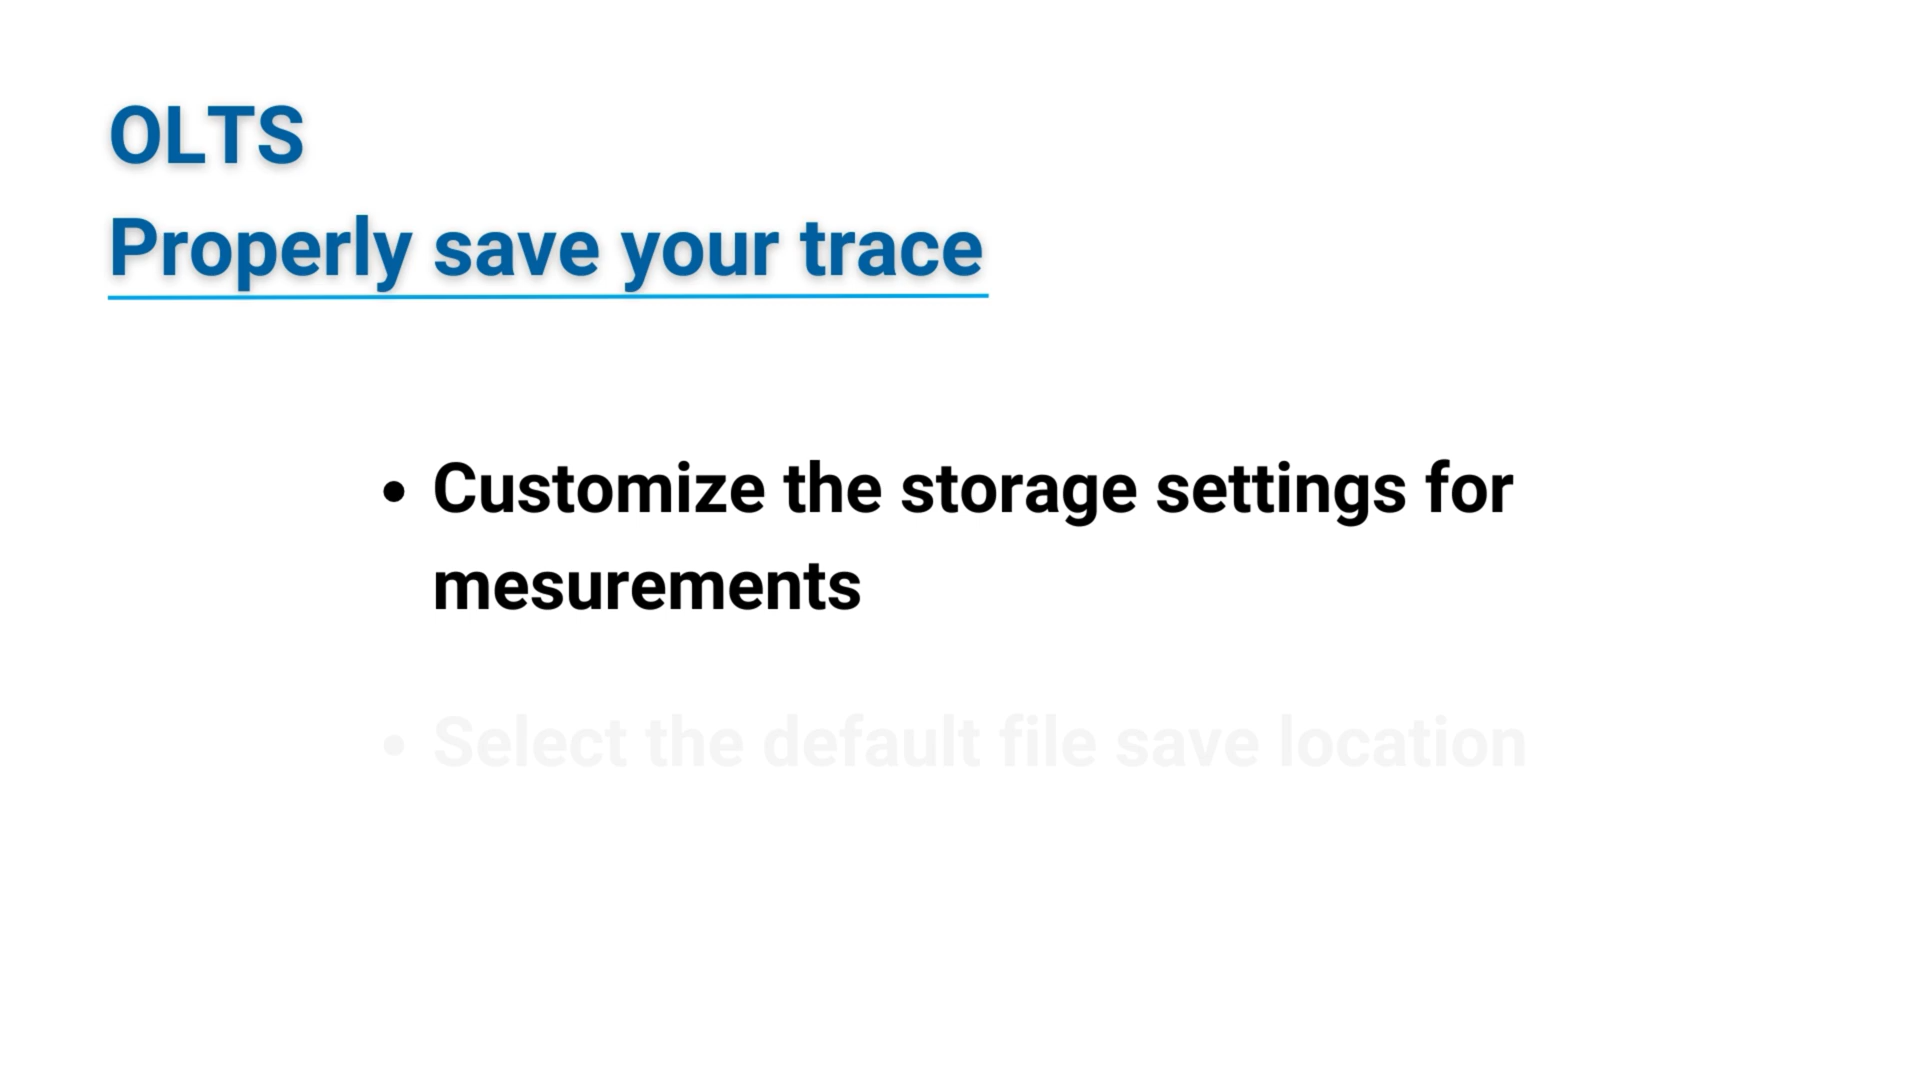 OLTS
Properly save your trace
• Customize the storage settings for
mesurements
• Select the default file save location